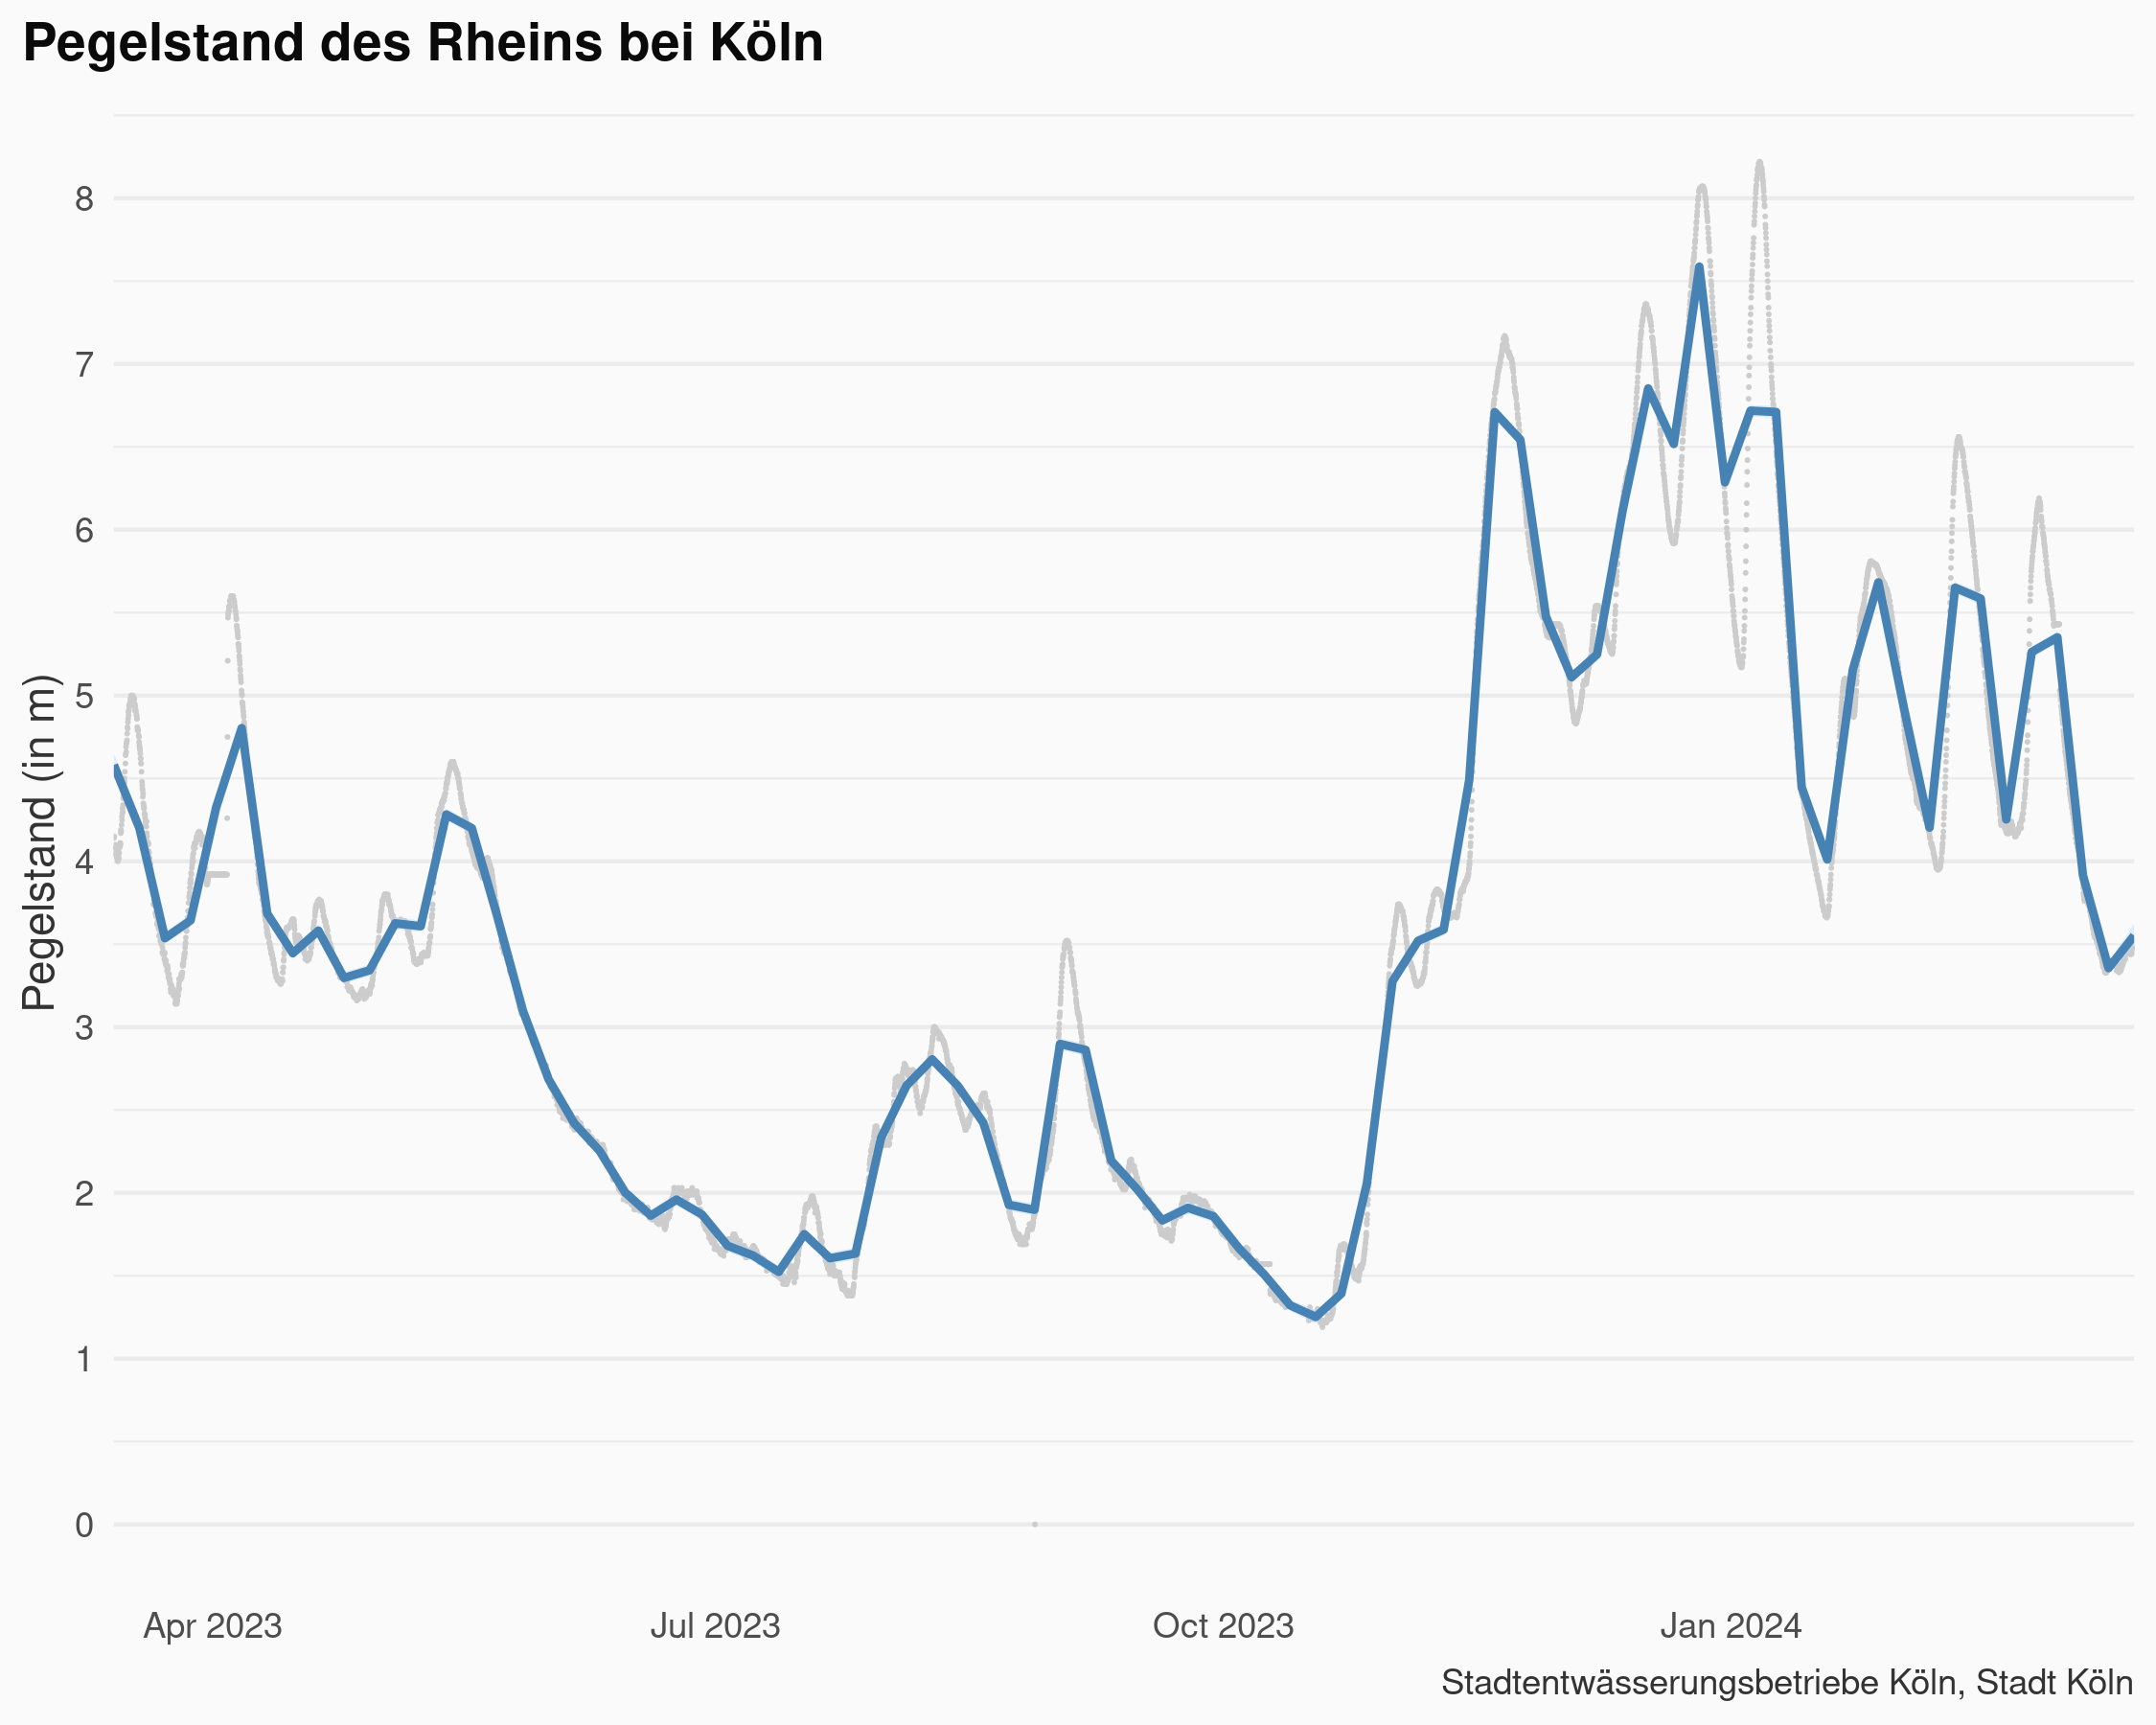 Pegelstand des Rheins bei Köln
Pegelstand (in m)
8
7
6
5
4
3
2
1
0
Apr 2023
Jul 2023
Oct 2023
Jan 2024
Stadtentwässerungsbetriebe Köln, Stadt Köln